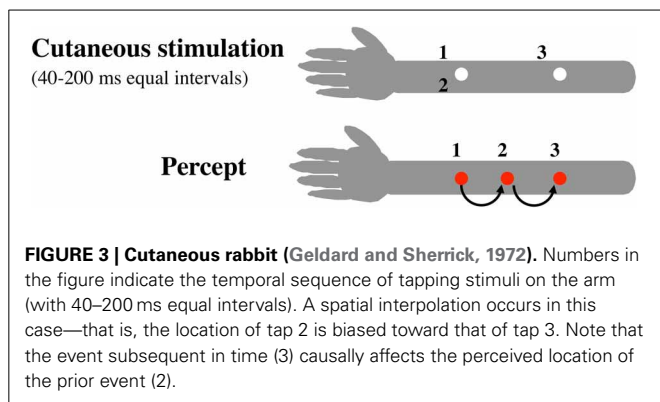 Cutaneous stimulation
(40-200 ms equal intervals)
1 3
2
Percept
1 2 3
FIGURE 3 | Cutaneous rabbit (Geldard and Sherrick, 1972). Numbers in
the figure indicate the temporal sequence of tapping stimuli on the arm
(with 40–200 ms equal intervals). A spatial interpolation occurs in this
case—that is, the location of tap 2 is biased toward that of tap 3. Note that
the event subsequent in time (3) causally affects the perceived location of
the prior event (2).